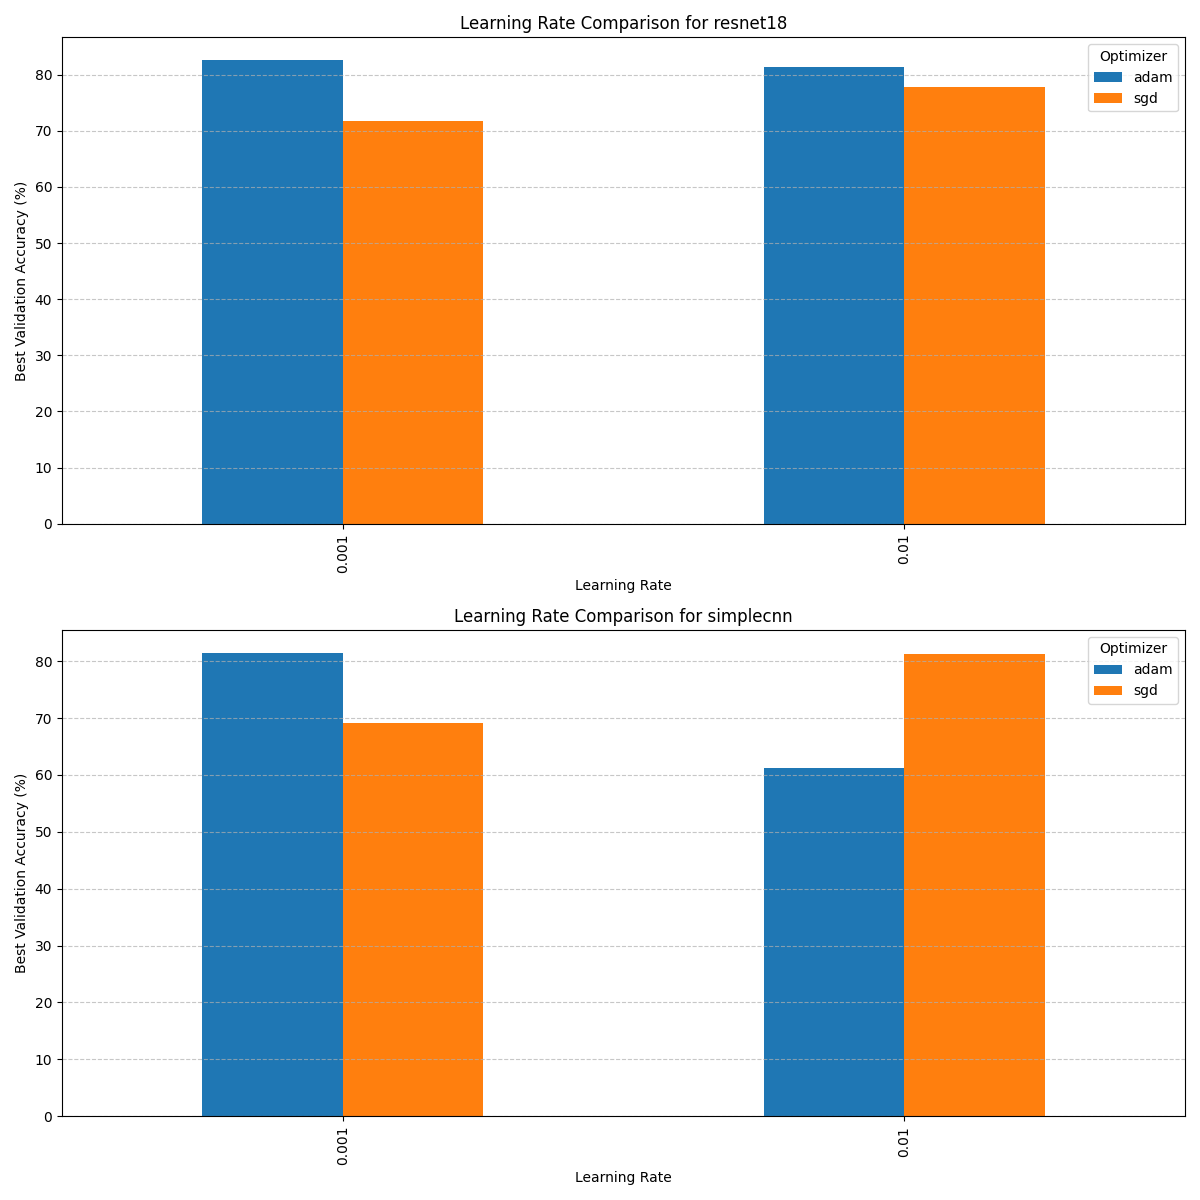 Learning Rate Comparison for resnet18
Optimizer
adam
sgd
Best Validation Accuracy (%)
80
70
60
50
40
30
20
10
0
0.001
0.01
Learning Rate
Learning Rate Comparison for simplecnn
Optimizer
adam
sgd
Best Validation Accuracy (%)
80
70
60
50
40
30
20
10
0
0.001
0.01
Learning Rate